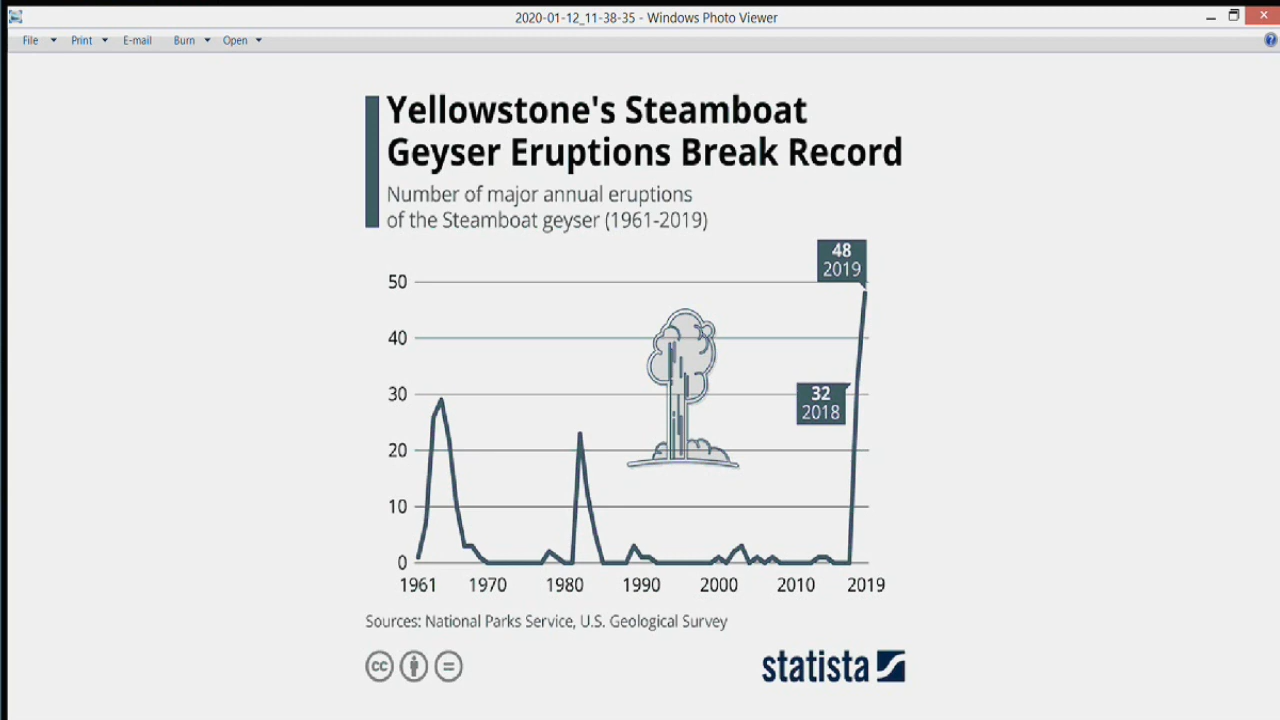 2020-01-12_11-38-35 - Windows Photo Viewer
File Print E-mail Burn Open
Yellowstone's Steamboat
Geyser Eruptions Break Record
Number of major annual eruptions
of the Steamboat geyser (1961-2019)
48
2019
50
40
30
32
2018
20
10
0
1961 1970 1980 1990 2000 2010 2019
Sources: National Parks Service, U.S. Geological Survey
cc
statista